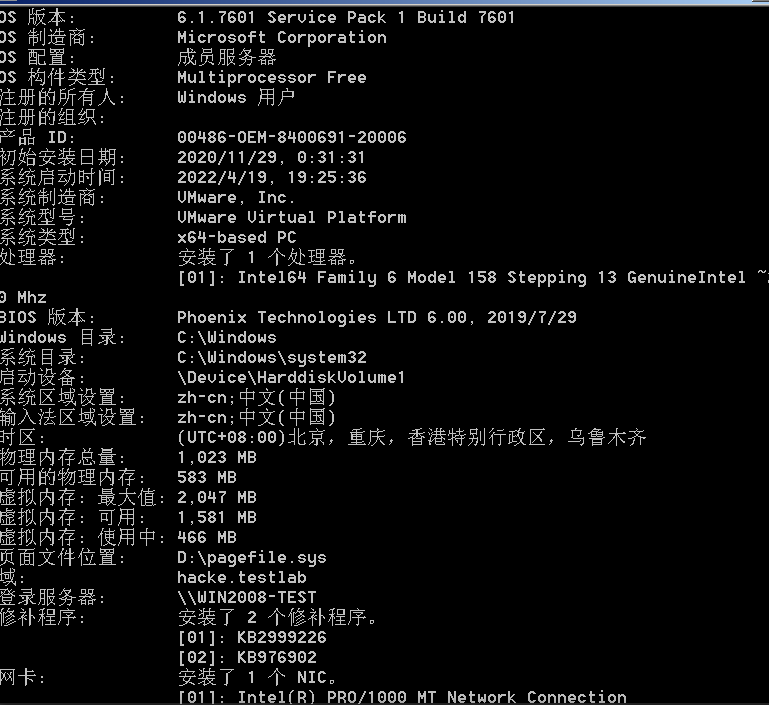 OS 版本:          6.1.7601 Service Pack 1 Build 7601
OS 制造商:        Microsoft Corporation
OS 配置:          成员服务器
OS 构件类型:      Multiprocessor Free
注册的所有人:     Windows 用户
注册的组织:
产品 ID:          00486-OEM-8400691-20006
初始安装日期:     2020/11/29, 0:31:31
系统启动时间:     2022/4/19, 19:25:36
系统制造商:       VMware, Inc.
系统型号:         VMware Virtual Platform
系统类型:         x64-based PC
处理器:           安装了 1 个处理器。
                  [01]: Intel64 Family 6 Model 158 Stepping 13 GenuineIntel ~
0 Mhz
BIOS 版本:        Phoenix Technologies LTD 6.00, 2019/7/29
Windows 目录:     C:\Windows
系统目录:         C:\Windows\system32
启动设备:         \Device\HarddiskVolume1
系统区域设置:     zh-cn;中文(中国)
输入法区域设置:   zh-cn;中文(中国)
时区:             (UTC+08:00)北京，重庆，香港特别行政区，乌鲁木齐
物理内存总量:     1,023 MB
可用的物理内存:   583 MB
虚拟内存: 最大值: 2,047 MB
虚拟内存: 可用:   1,581 MB
虚拟内存: 使用中: 466 MB
页面文件位置:     D:\pagefile.sys
域:               hacke.testlab
登录服务器:       \\WIN2008-TEST
修补程序:         安装了 2 个修补程序。
                  [01]: KB2999226
                  [02]: KB976902
网卡:             安装了 1 个 NIC。
                  [01]: Intel(R) PRO/1000 MT Network Connection